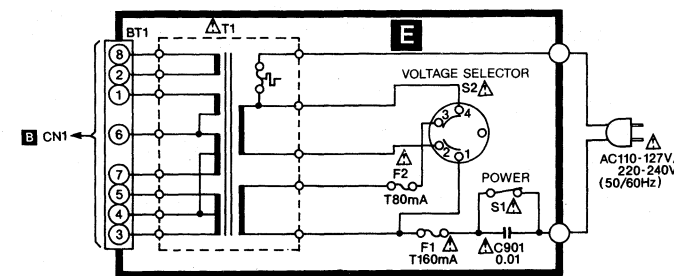 BT1
T1
E
8
2
1
6
7
5
4
3
B CN1
VOLTAGE SELECTOR
S2
3 4
2 1
F2
T80mA
POWER
S1
F1
T160mA
C901
0.01
AC110-127V,
220-240V
(50/60Hz)